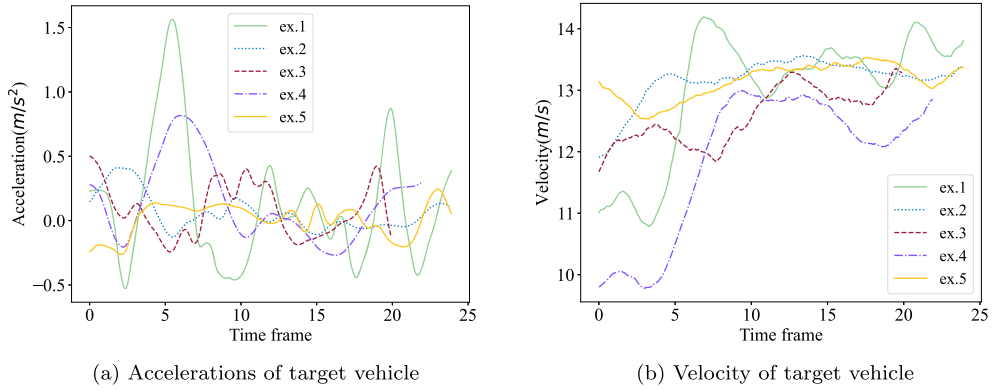 Acceleration(m/s²)
1.5
1.0
0.5
0.0
−0.5
0 5 10 15 20 25
Time frame
ex.1
ex.2
ex.3
ex.4
ex.5
(a) Accelerations of target vehicle
Velocity(m/s)
14
13
12
11
10
0 5 10 15 20 25
Time frame
ex.1
ex.2
ex.3
ex.4
ex.5
(b) Velocity of target vehicle